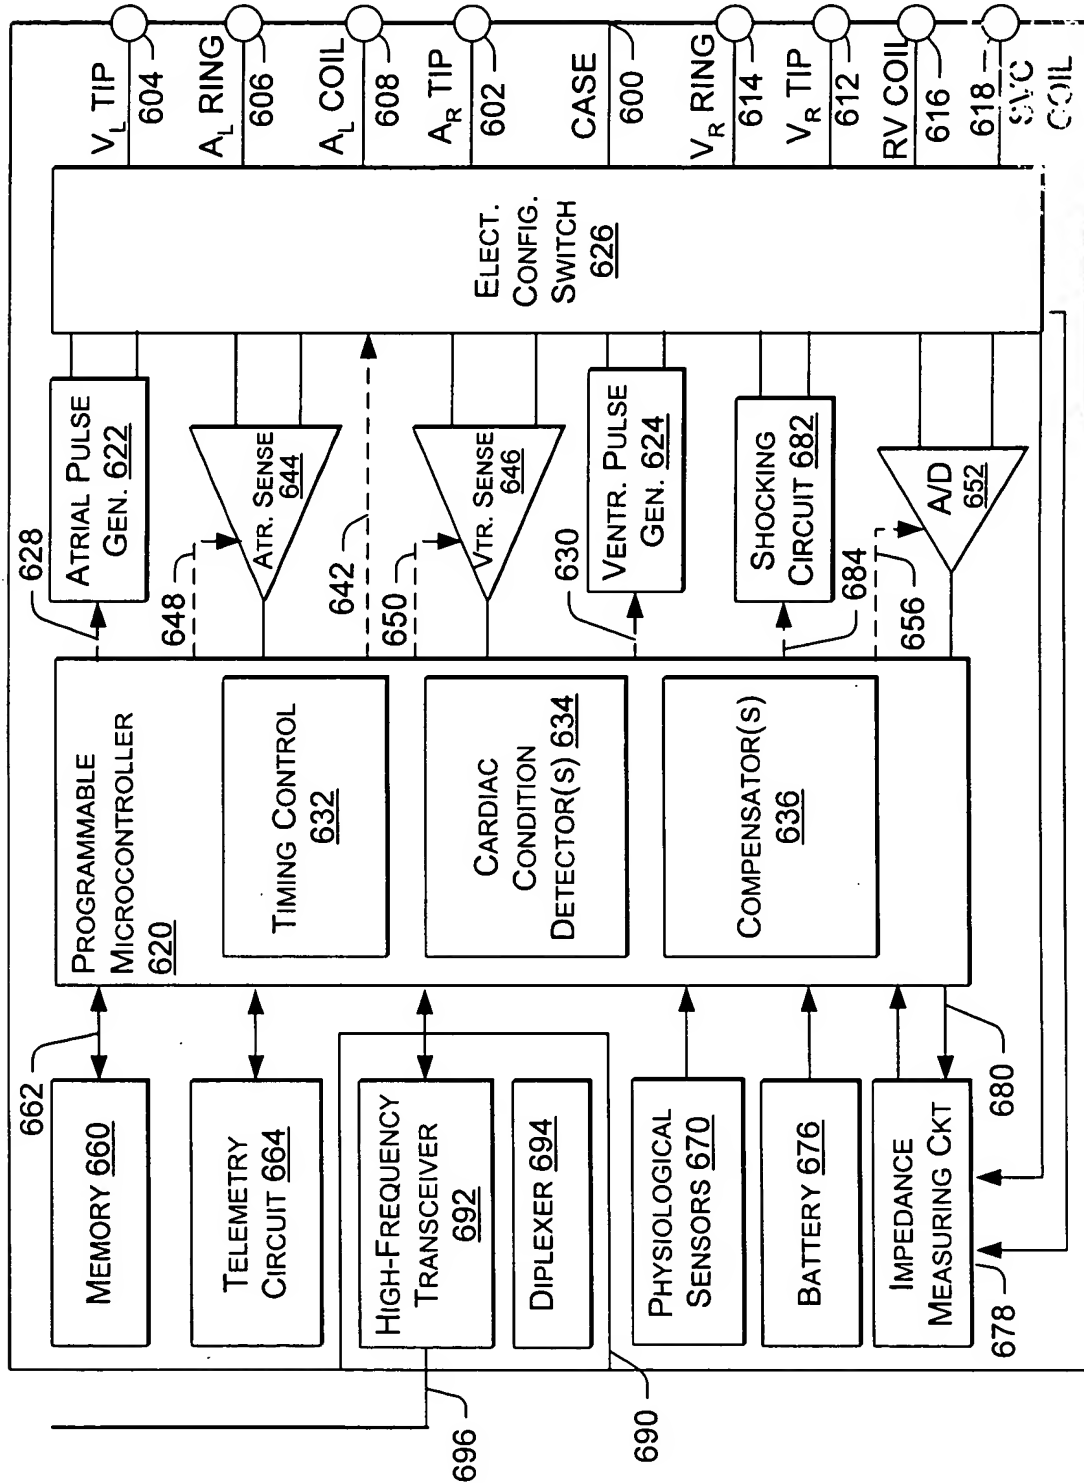 VL TIP
604
AL RING
606
AL COIL
608
AR TIP
602
CASE
600
VR RING
614
VR TIP
612
RV COIL
616
618
SVC
COIL
ELECT.
CONFIG.
SWITCH
626
ATRIAL PULSE
GEN. 622
628
ATR. SENSE
644
648
642
VTR. SENSE
646
650
VENTR. PULSE
GEN. 624
630
SHOCKING
CIRCUIT 682
684
A/D
652
656
PROGRAMMABLE
MICROCONTROLLER
620
TIMING CONTROL
632
CARDIAC
CONDITION
DETECTOR(S) 634
COMPENSATOR(S)
636
662
MEMORY 660
TELEMETRY
CIRCUIT 664
HIGH-FREQUENCY
TRANSCEIVER
692
DIPLEXER 694
PHYSIOLOGICAL
SENSORS 670
BATTERY 676
IMPEDANCE
MEASURING CKT
680
678
696
690